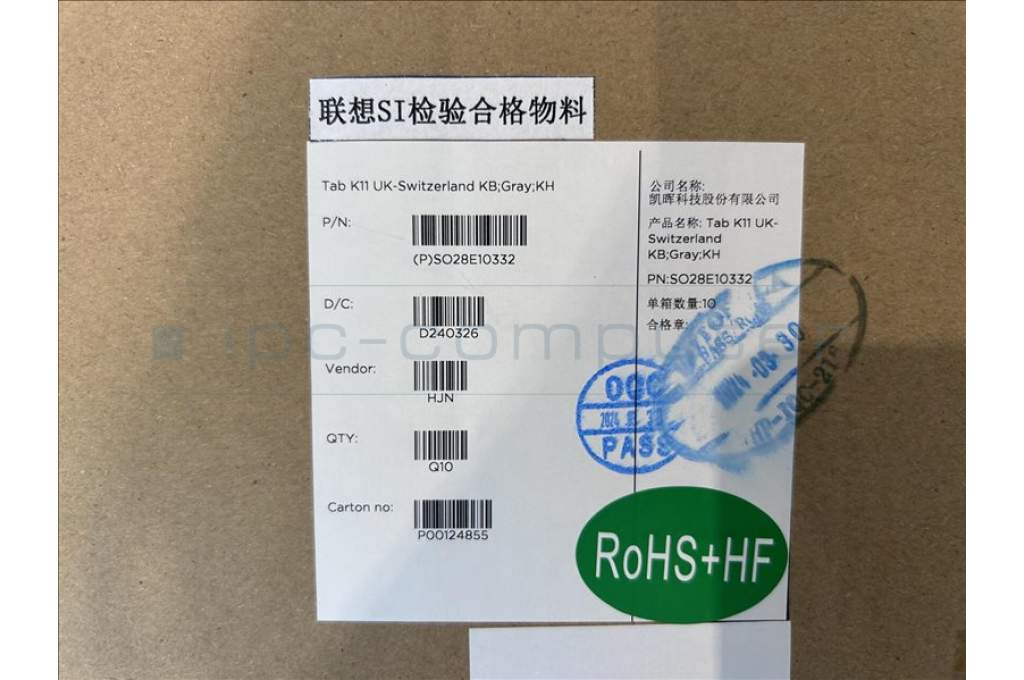 联想SI检验合格物料
Tab K11 UK-Switzerland KB;Gray;KH
P/N:
(P)SO28E10332
D/C:
D240326
Vendor:
HJN
QTY:
Q10
Carton no:
P00124855
公司名称:
凯晖科技股份有限公司
产品名称: Tab K11 UK-
Switzerland
KB;Gray;KH
PN:SO28E10332
单箱数量:10
合格章:
PASS
RoHS+HF
pc-computer